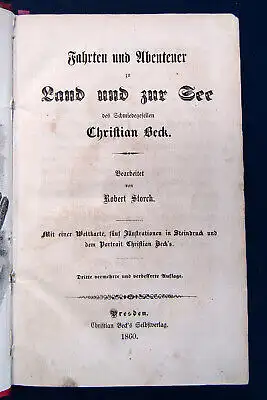 Fahrten und Abenteuer
zu
Land und zur See
des Schmiedegesellen
Christian Beck.
Bearbeitet
von
Robert Storch.
Mit einer Weltkarte, fünf Illustrationen in Steindruck und
dem Portrait Christian Beck's.
Dritte vermehrte und verbesserte Auflage.
Dresden.
Christian Beck's Selbstverlag.
1860.